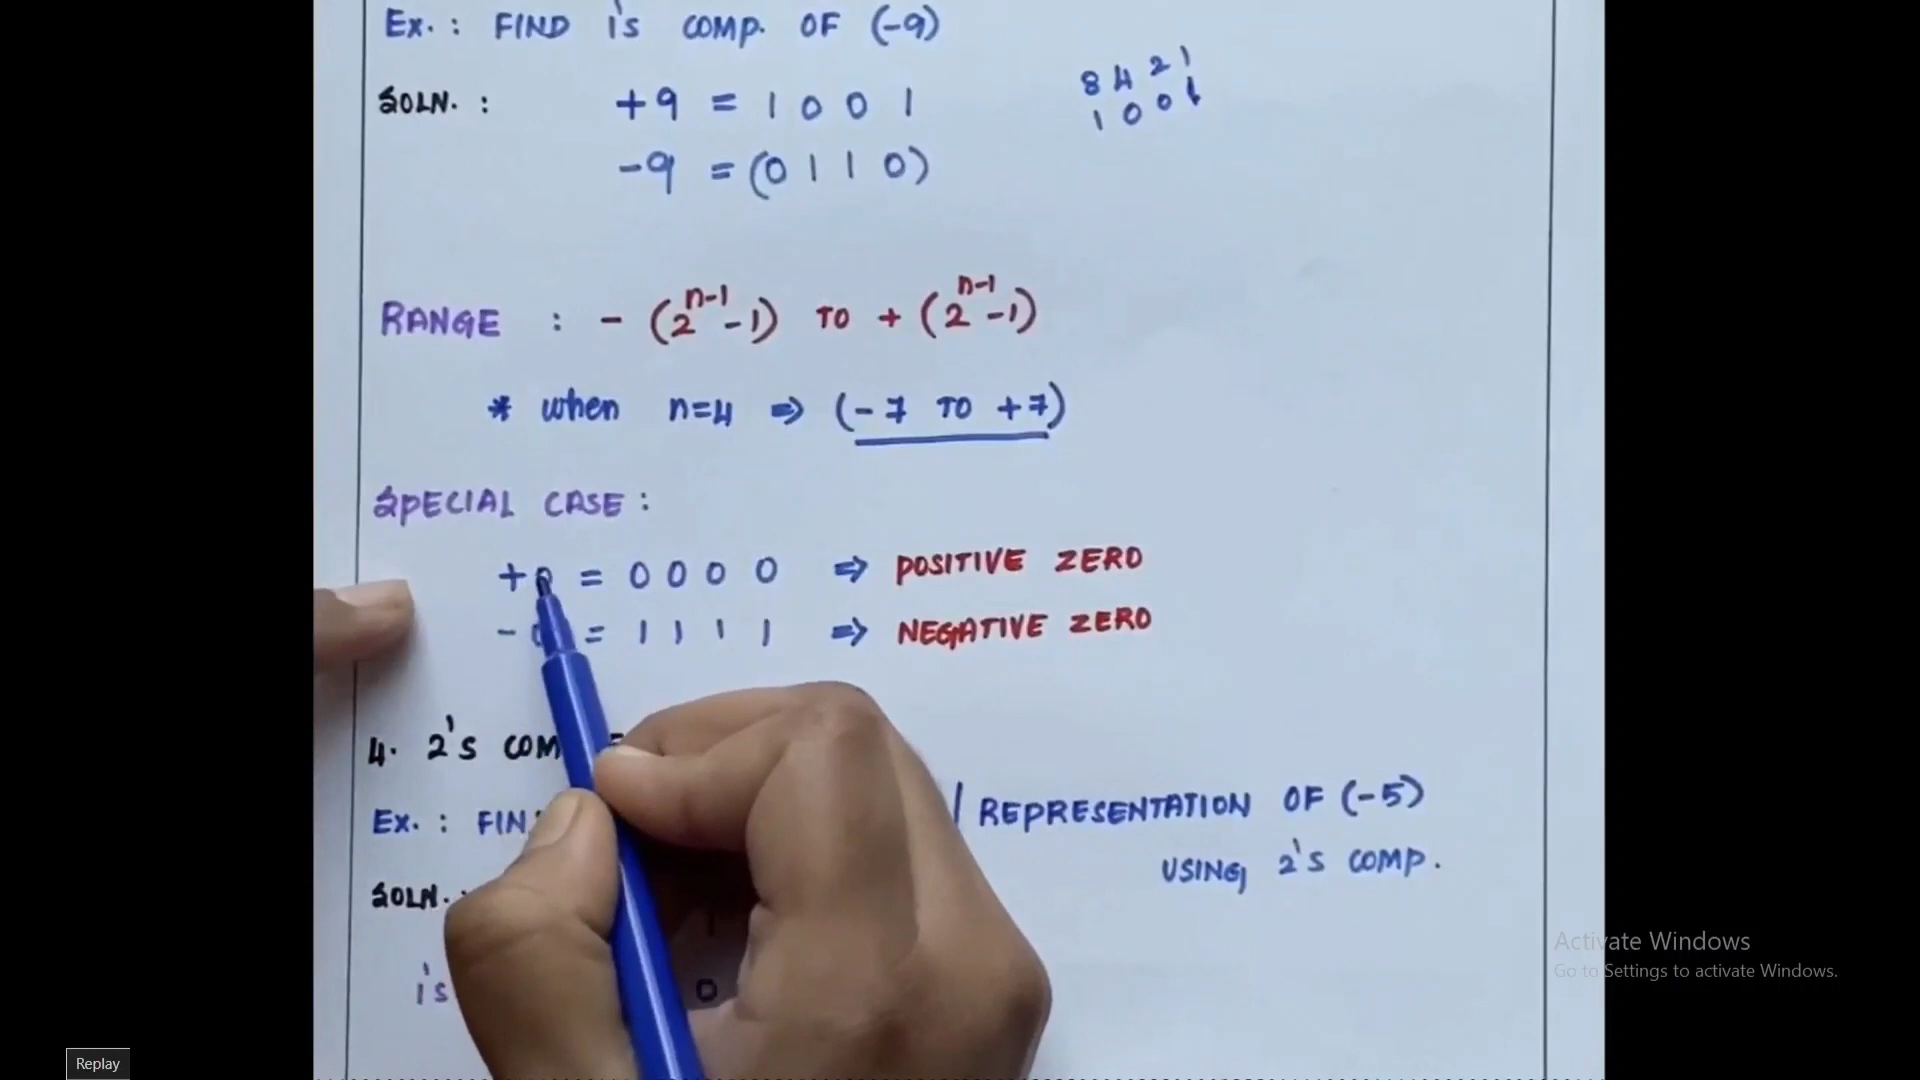 Ex. : FIND 1's COMP. OF (-9)
8 4 2 1
1 0 0 1
SOLN. : +9 = 1 0 0 1
-9 = (0 1 1 0)
RANGE : - (2^n-1 -1) TO + (2^n-1 -1)
* when n=4 ⇒ (-7 TO +7)
SPECIAL CASE :
+0 = 0 0 0 0 ⇒ POSITIVE ZERO
-0 = 1 1 1 1 ⇒ NEGATIVE ZERO
4. 2's
Ex. : REPRESENTATION OF (-5)
USING 2's COMP.
SOLN.
1's 0
Activate Windows
Go to Settings to activate Windows.
Replay